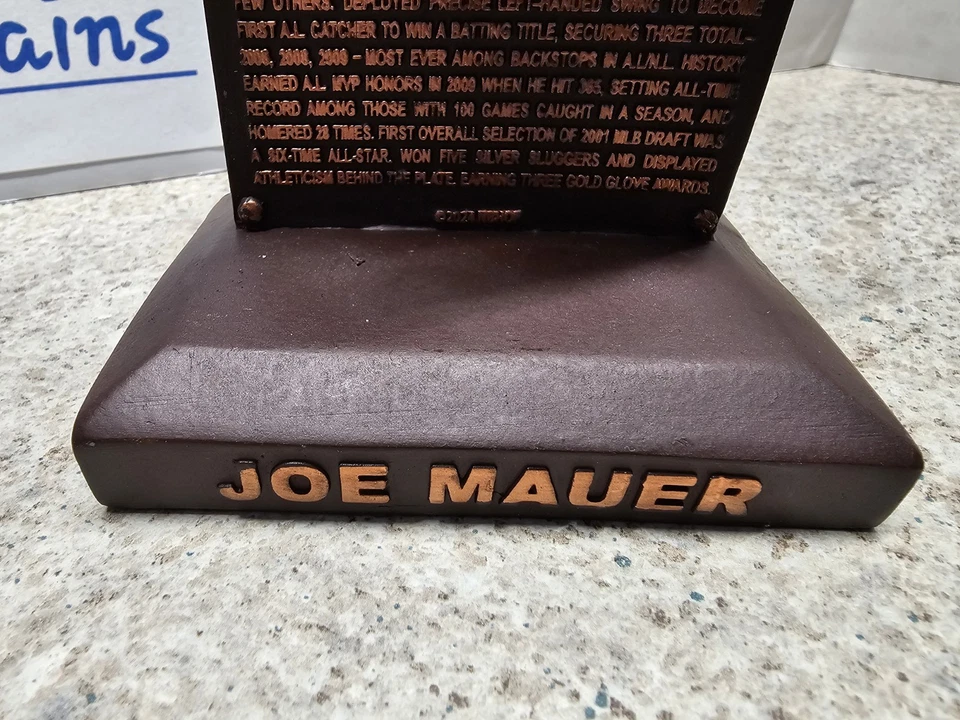 ains
FEW OTHERS. DEPLOYED PRECISE LEFT-HANDED SWING TO BECOME
FIRST A.L. CATCHER TO WIN A BATTING TITLE, SECURING THREE TOTAL–
2006, 2008, 2009 – MOST EVER AMONG BACKSTOPS IN A.L./N.L. HISTORY
EARNED A.L. MVP HONORS IN 2009 WHEN HE HIT .365, SETTING ALL-TIME
RECORD AMONG THOSE WITH 100 GAMES CAUGHT IN A SEASON, AND
HOMERED 28 TIMES. FIRST OVERALL SELECTION OF 2001 MLB DRAFT WAS
A SIX-TIME ALL-STAR. WON FIVE SILVER SLUGGERS AND DISPLAYED
ATHLETICISM BEHIND THE PLATE, EARNING THREE GOLD GLOVE AWARDS.
JOE MAUER